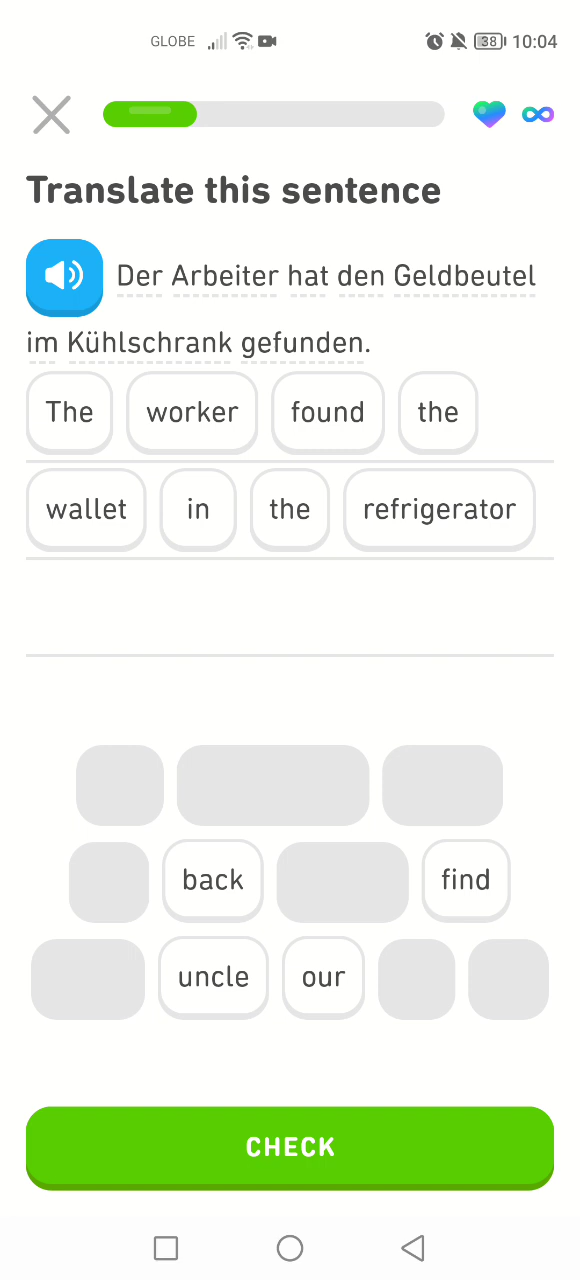 GLOBE 38 10:04
Translate this sentence
Der Arbeiter hat den Geldbeutel
im Kühlschrank gefunden.
The worker found the
wallet in the refrigerator
back find
uncle our
CHECK